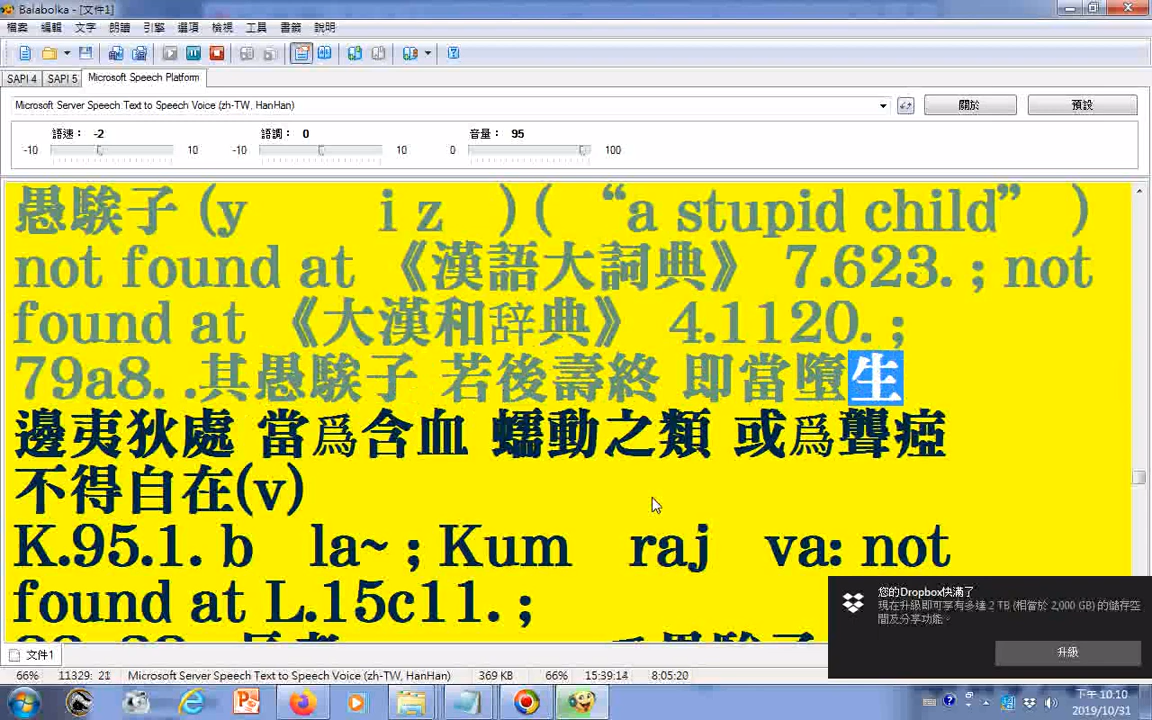 Balabolka - [文件1]
檔案 編輯 文字 朗讀 引擎 選項 檢視 工具 書籤 說明
SAPI 4 SAPI 5 Microsoft Speech Platform
Microsoft Server Speech Text to Speech Voice (zh-TW, HanHan) 關於 預設
語速： -2 語調： 0 音量： 95
-10 10 -10 10 0 100
愚騃子 (y i z ) ( “a stupid child” )
not found at 《漢語大詞典》 7.623. ; not
found at 《大漢和辞典》 4.1120. ;
79a8. .其愚騃子 若後壽終 即當墮生
邊夷狄處 當爲含血 蠕動之類 或爲聾瘂
不得自在(v)
K.95.1. b la~ ; Kum raj va: not
found at L.15c11. ;
您的Dropbox快滿了
現在升級即可享有多達 2 TB (相當於 2,000 GB) 的儲存空
間及分享功能。
升級
文件1
66% 11329: 21 Microsoft Server Speech Text to Speech Voice (zh-TW, HanHan) 369 KB 66% 15:39:14 8:05:20
下午 10:10
2019/10/31